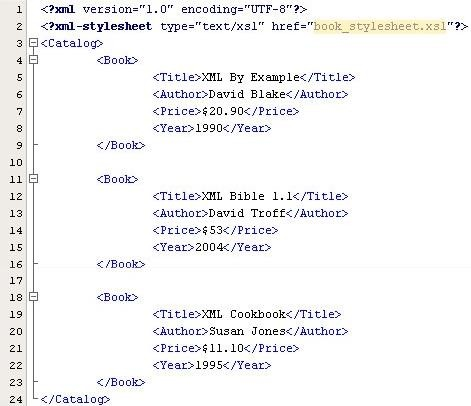 1 <?xml version="1.0" encoding="UTF-8"?>
2 <?xml-stylesheet type="text/xsl" href="book_stylesheet.xsl"?>
3 <Catalog>
4 <Book>
5 <Title>XML By Example</Title>
6 <Author>David Blake</Author>
7 <Price>$20.90</Price>
8 <Year>1990</Year>
9 </Book>
10
11 <Book>
12 <Title>XML Bible 1.1</Title>
13 <Author>David Troff</Author>
14 <Price>$53</Price>
15 <Year>2004</Year>
16 </Book>
17
18 <Book>
19 <Title>XML Cookbook</Title>
20 <Author>Susan Jones</Author>
21 <Price>$11.10</Price>
22 <Year>1995</Year>
23 </Book>
24 </Catalog>